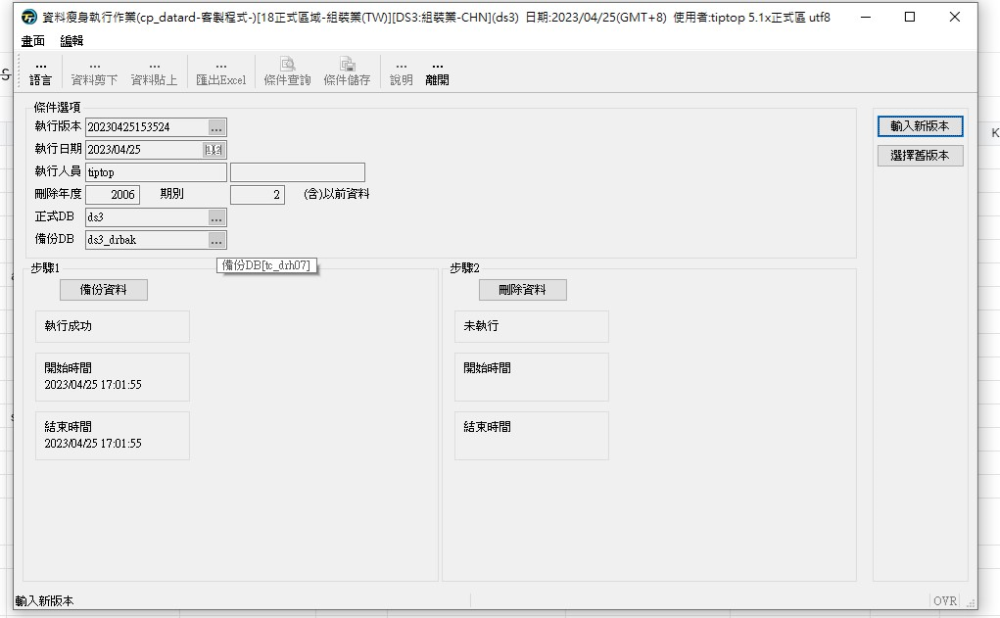 資料瘦身執行作業(cp_datard-客製程式-)[18正式區域-組裝業(TW)][DS3:組裝業-CHN](ds3) 日期:2023/04/25(GMT+8) 使用者:tiptop 5.1x正式區 utf8
畫面 編輯
語言 資料剪下 資料貼上 匯出Excel 條件查詢 條件儲存 說明 離開
條件選項
執行版本 20230425153524 ...
執行日期 2023/04/25
執行人員 tiptop
刪除年度 2006 期別 2 (含)以前資料
正式DB ds3 ...
備份DB ds3_drbak ...
備份DB[tc_drh07]
輸入新版本
選擇舊版本
步驟1
備份資料
執行成功
開始時間
2023/04/25 17:01:55
結束時間
2023/04/25 17:01:55
步驟2
刪除資料
未執行
開始時間
結束時間
輸入新版本
OVR
K